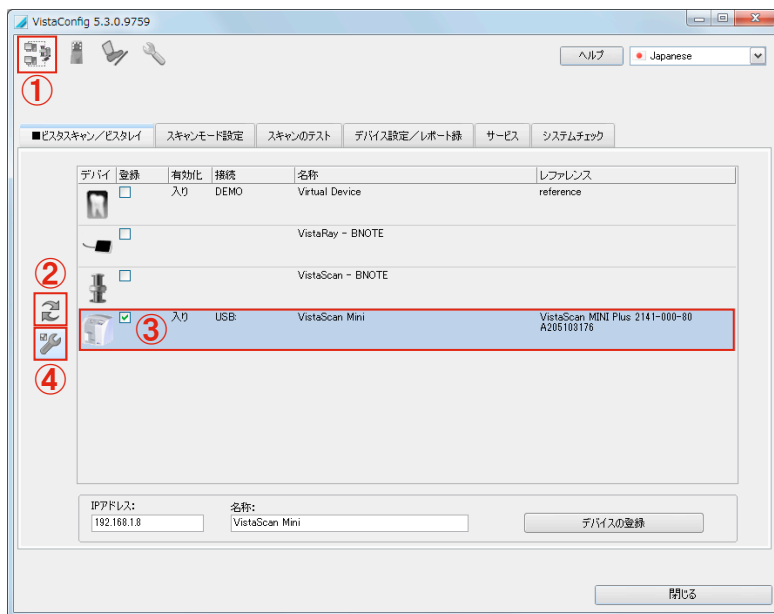 VistaConfig 5.3.0.9759
①
ヘルプ
Japanese
■ビスタスキャン/ビスタレイ
スキャンモード設定
スキャンのテスト
デバイス設定/レポート録
サービス
システムチェック
デバイ 登録 有効化 接続 名称 レファレンス
入り DEMO Virtual Device reference
VistaRay - BNOTE
VistaScan - BNOTE
②
③
入り USB: VistaScan Mini VistaScan MINI Plus 2141-000-80
A205103176
④
IPアドレス: 名称:
192.168.1.8 VistaScan Mini デバイスの登録
閉じる